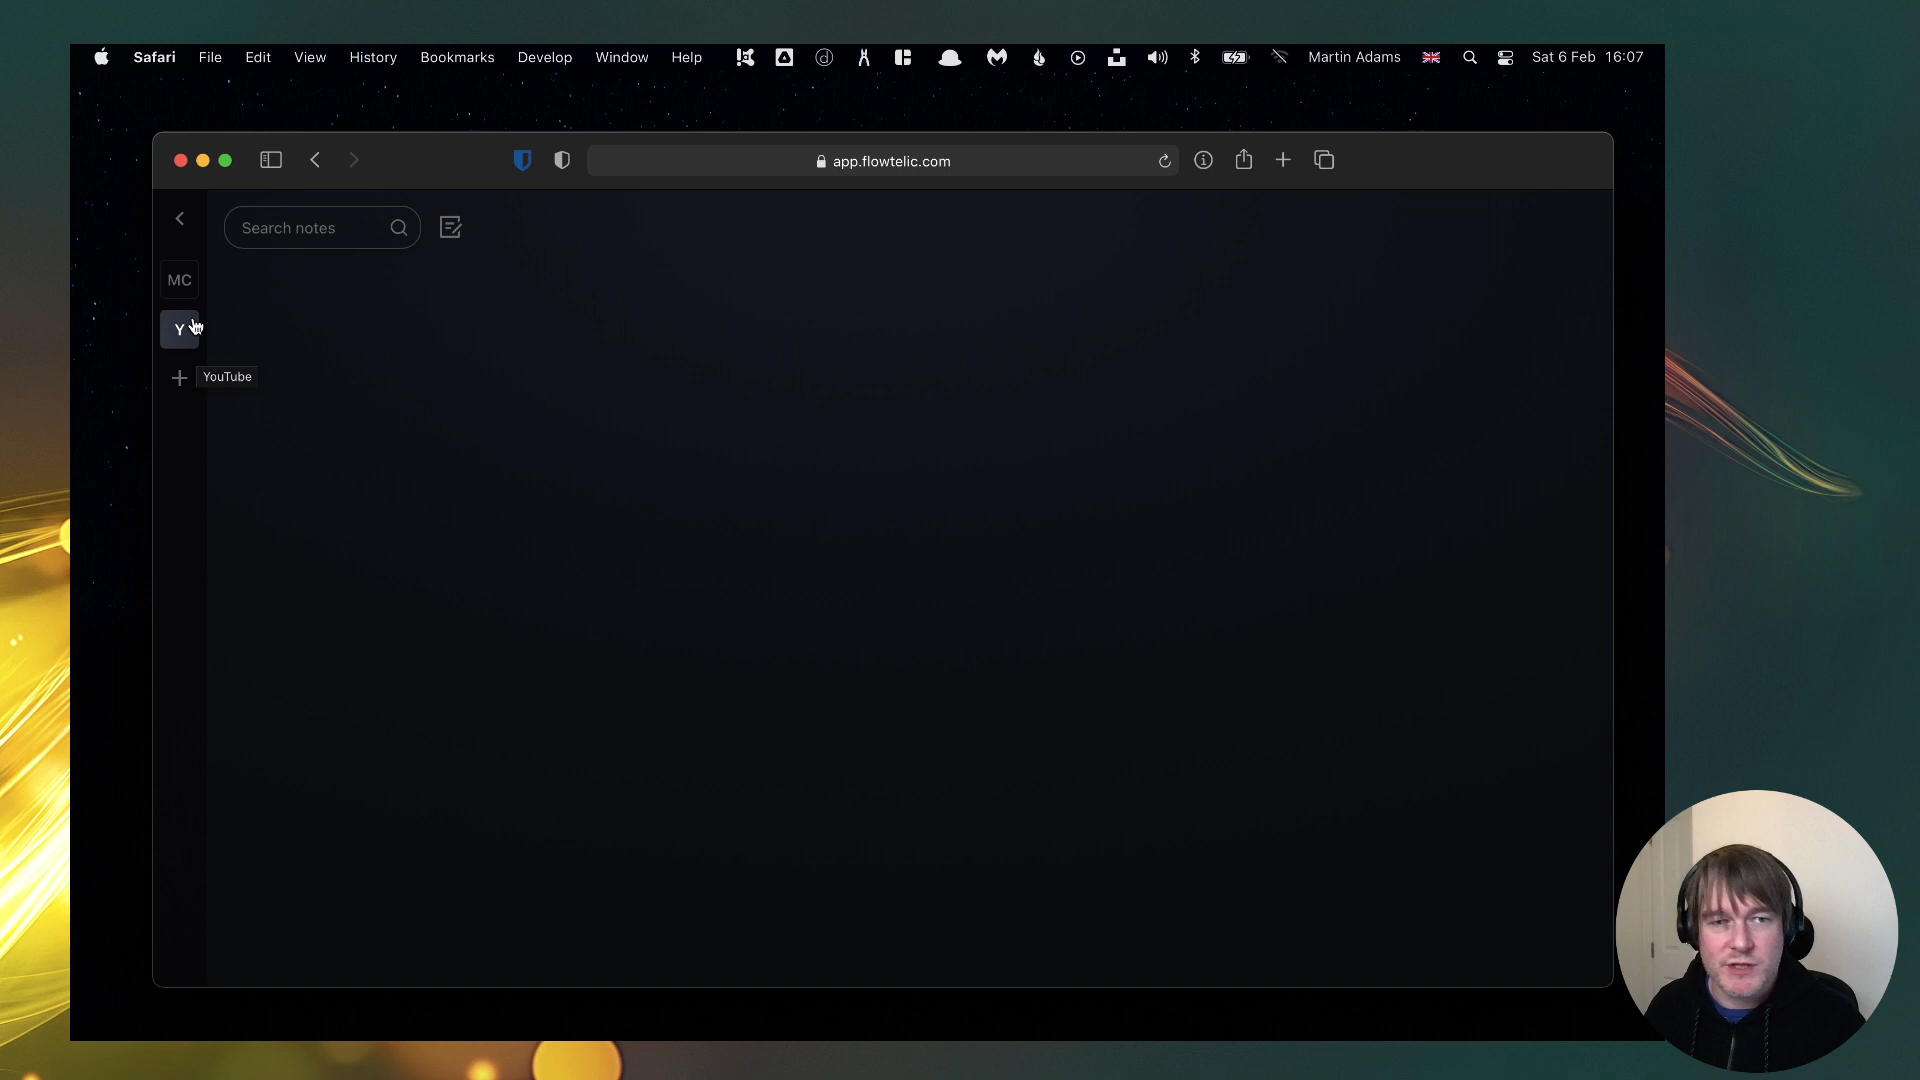 Safari File Edit View History Bookmarks Develop Window Help Martin Adams Sat 6 Feb 16:07
app.flowtelic.com
Search notes
MC
Y
YouTube